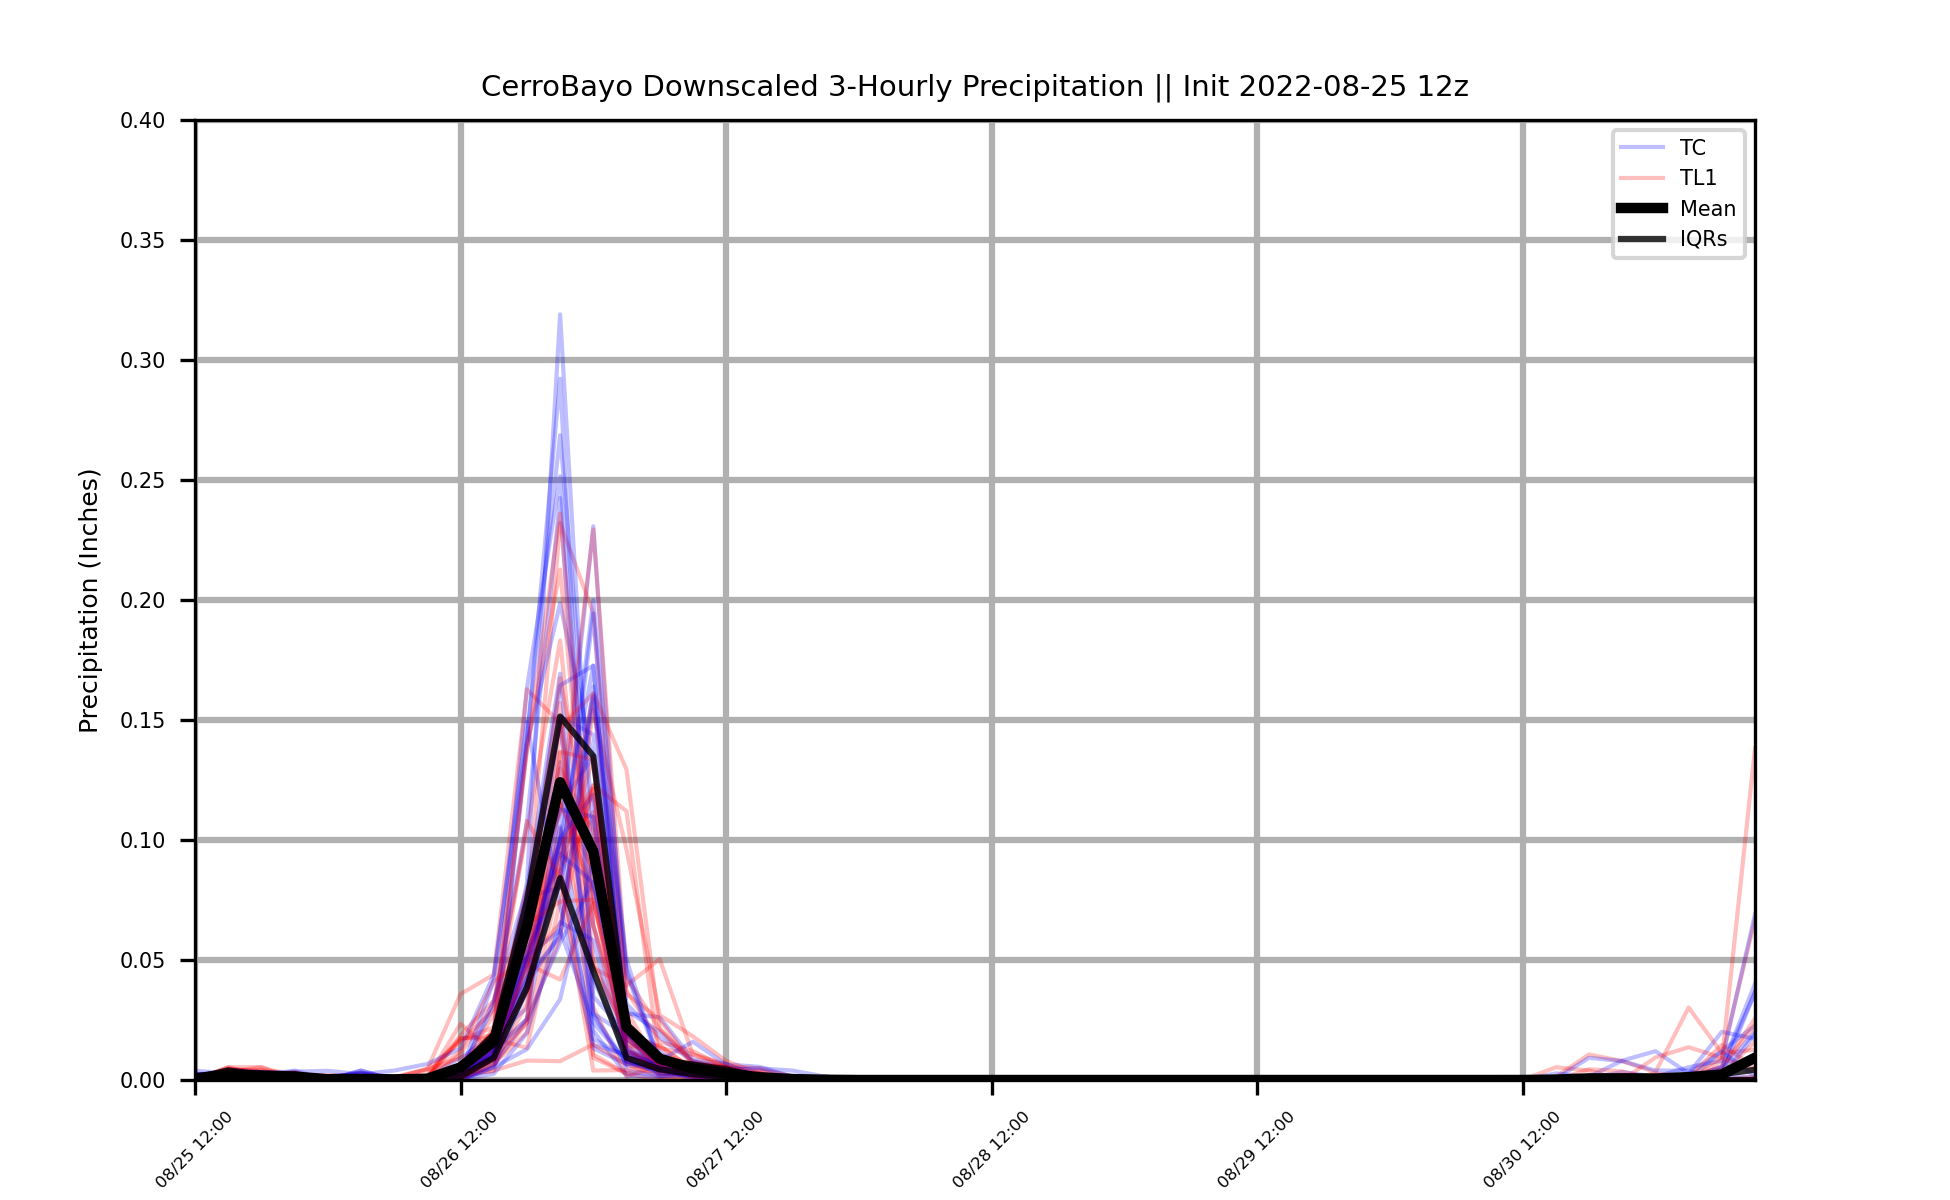 CerroBayo Downscaled 3-Hourly Precipitation || Init 2022-08-25 12z
0.40
0.35
0.30
0.25
0.20
0.15
0.10
0.05
0.00
Precipitation (Inches)
TC
TL1
Mean
IQRs
08/25 12:00
08/26 12:00
08/27 12:00
08/28 12:00
08/29 12:00
08/30 12:00